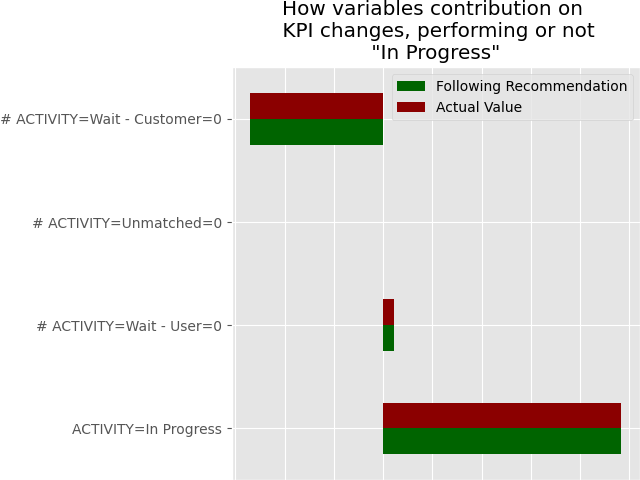 How variables contribution on
KPI changes, performing or not
"In Progress"
Following Recommendation
Actual Value
# ACTIVITY=Wait - Customer=0
# ACTIVITY=Unmatched=0
# ACTIVITY=Wait - User=0
ACTIVITY=In Progress